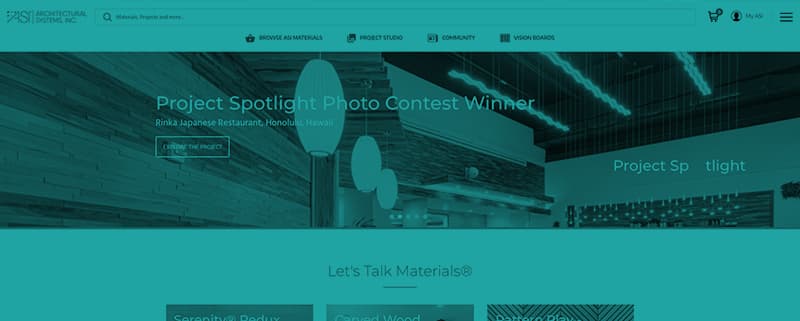 ASI ARCHITECTURAL
SYSTEMS, INC.
Materials, Projects and more...
0
My ASI
BROWSE ASI MATERIALS
PROJECT STUDIO
COMMUNITY
VISION BOARDS
Project Spotlight Photo Contest Winner
Rinka Japanese Restaurant, Honolulu, Hawaii
EXPLORE THE PROJECT
Project Sp tlight
Let's Talk Materials®
Serenity® Redux
Carved Wood
Pattern Play